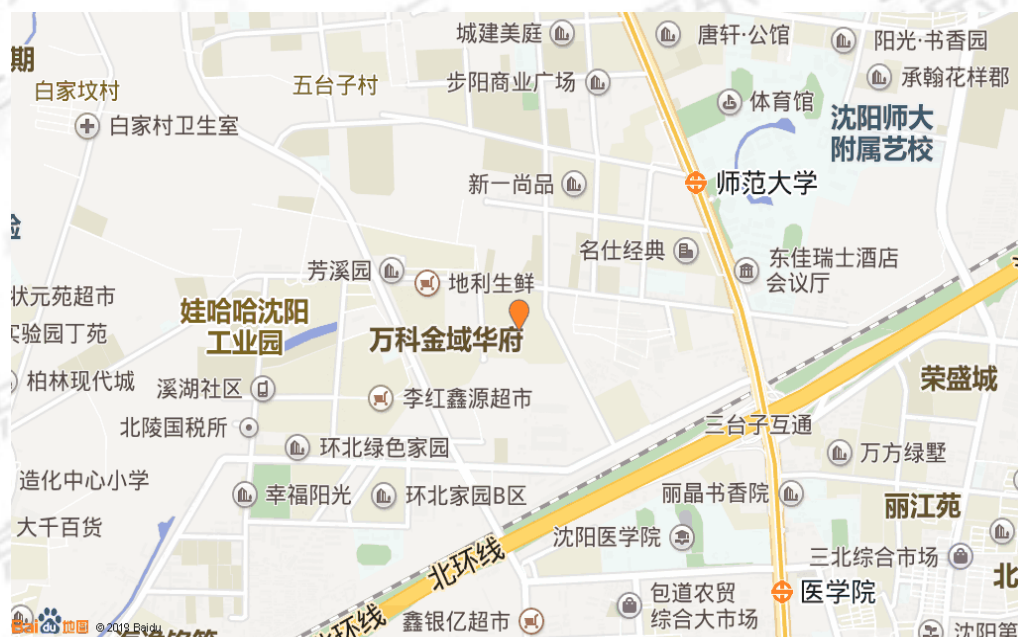 城建美庭
唐轩·公馆
阳光·书香园
期
白家坟村
五台子村
步阳商业广场
承翰花样郡
体育馆
白家村卫生室
沈阳师大
附属艺校
新一尚品
师范大学
名仕经典
东佳瑞士酒店
会议厅
芳溪园
地利生鲜
状元苑超市
娃哈哈沈阳
工业园
实验园丁苑
万科金域华府
柏林现代城
溪湖社区
李红鑫源超市
荣盛城
北陵国税所
三台子互通
环北绿色家园
万方绿墅
造化中心小学
幸福阳光
环北家园B区
丽晶书香院
丽江苑
大千百货
沈阳医学院
三北综合市场
北环线
北
包道农贸
综合大市场
医学院
环线
鑫银亿超市
沈阳第
Bai du 地图 © 2019 Baidu